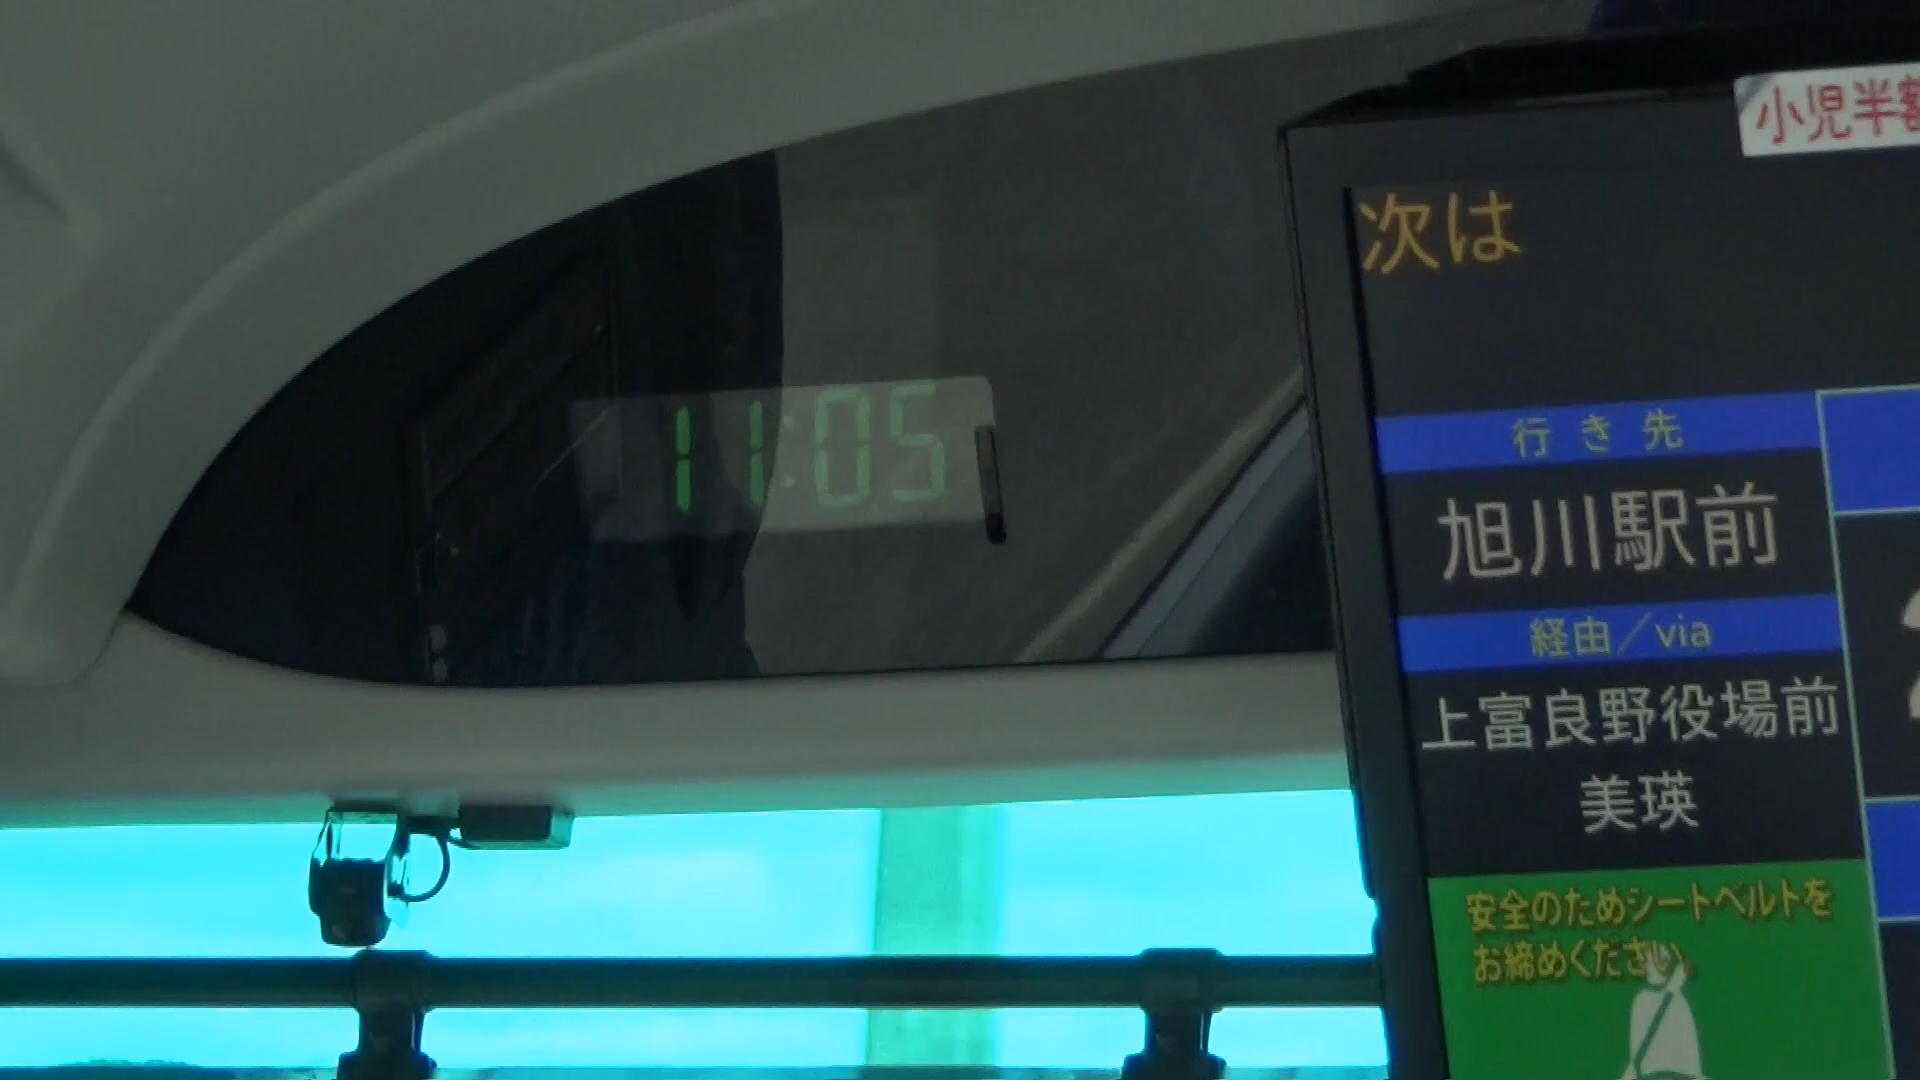 11:05
小児半額
次は
行き先
旭川駅前
経由／via
上富良野役場前
美瑛
安全のためシートベルトを
お締めください